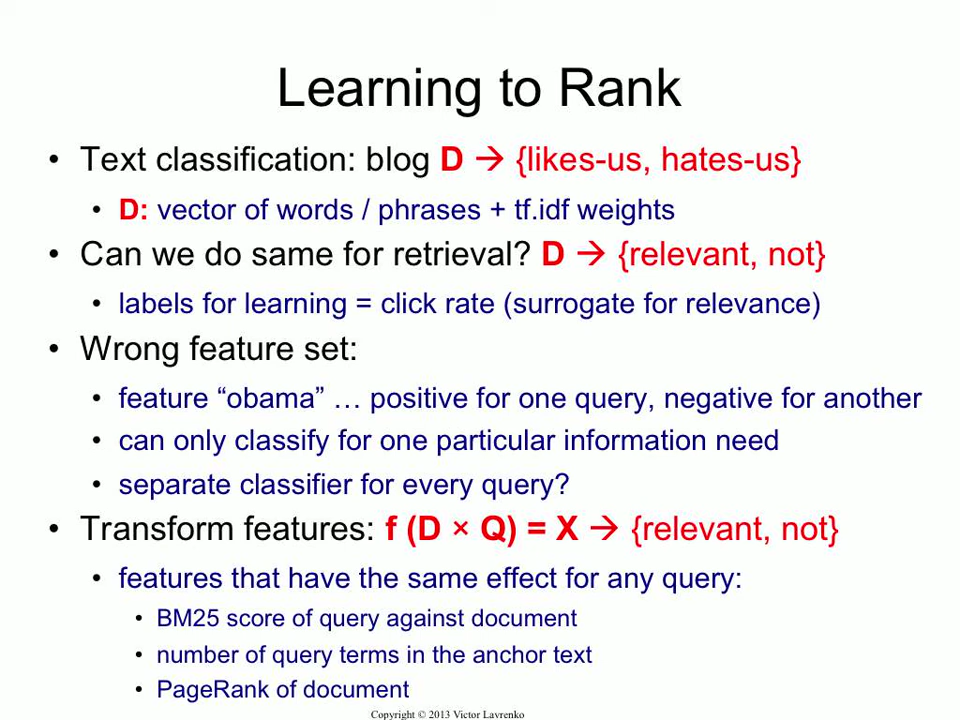 Learning to Rank
• Text classification: blog D → {likes-us, hates-us}
• D: vector of words / phrases + tf.idf weights
• Can we do same for retrieval? D → {relevant, not}
• labels for learning = click rate (surrogate for relevance)
• Wrong feature set:
• feature “obama” … positive for one query, negative for another
• can only classify for one particular information need
• separate classifier for every query?
• Transform features: f (D × Q) = X → {relevant, not}
• features that have the same effect for any query:
• BM25 score of query against document
• number of query terms in the anchor text
• PageRank of document
Copyright © 2013 Victor Lavrenko